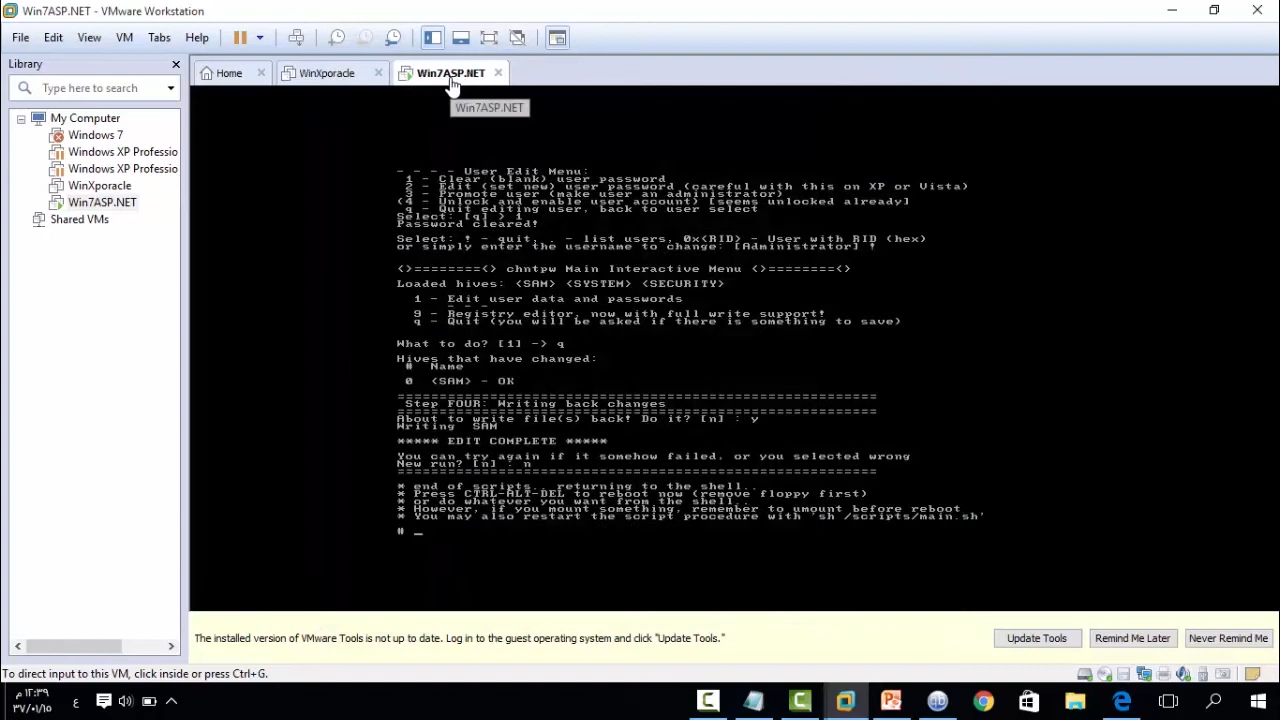 Win7ASP.NET - VMware Workstation
File Edit View VM Tabs Help
Library
Type here to search
My Computer
Windows 7
Windows XP Professio
Windows XP Professio
WinXporacle
Win7ASP.NET
Shared VMs
Home
WinXporacle
Win7ASP.NET
Win7ASP.NET
- - - - User Edit Menu:
1 - Clear (blank) user password
2 - Edit (set new) user password (careful with this on XP or Vista)
3 - Promote user (make user an administrator)
(4 - Unlock and enable user account) [seems unlocked already]
q - Quit editing user, back to user select
Select: [q] > 1
Password cleared!
Select: ! - quit, . - list users, 0x<RID> - User with RID (hex)
or simply enter the username to change: [Administrator] !
<>========<> chntpw Main Interactive Menu <>========<>
Loaded hives: <SAM> <SYSTEM> <SECURITY>
1 - Edit user data and passwords
- - -
9 - Registry editor, now with full write support!
q - Quit (you will be asked if there is something to save)
What to do? [1] -> q
Hives that have changed:
# Name
0 <SAM> - OK
=========================================================
Step FOUR: Writing back changes
=========================================================
About to write file(s) back! Do it? [n] : y
Writing SAM
***** EDIT COMPLETE *****
You can try again if it somehow failed, or you selected wrong
New run? [n] : n
=========================================================
* end of scripts.. returning to the shell..
* Press CTRL-ALT-DEL to reboot now (remove floppy first)
* or do whatever you want from the shell..
* However, if you mount something, remember to umount before reboot
* You may also restart the script procedure with 'sh /scripts/main.sh'
# _
The installed version of VMware Tools is not up to date. Log in to the guest operating system and click "Update Tools."
Update Tools
Remind Me Later
Never Remind Me
To direct input to this VM, click inside or press Ctrl+G.
١٢:٣٩ م
٣٧/٠١/١٥
ع